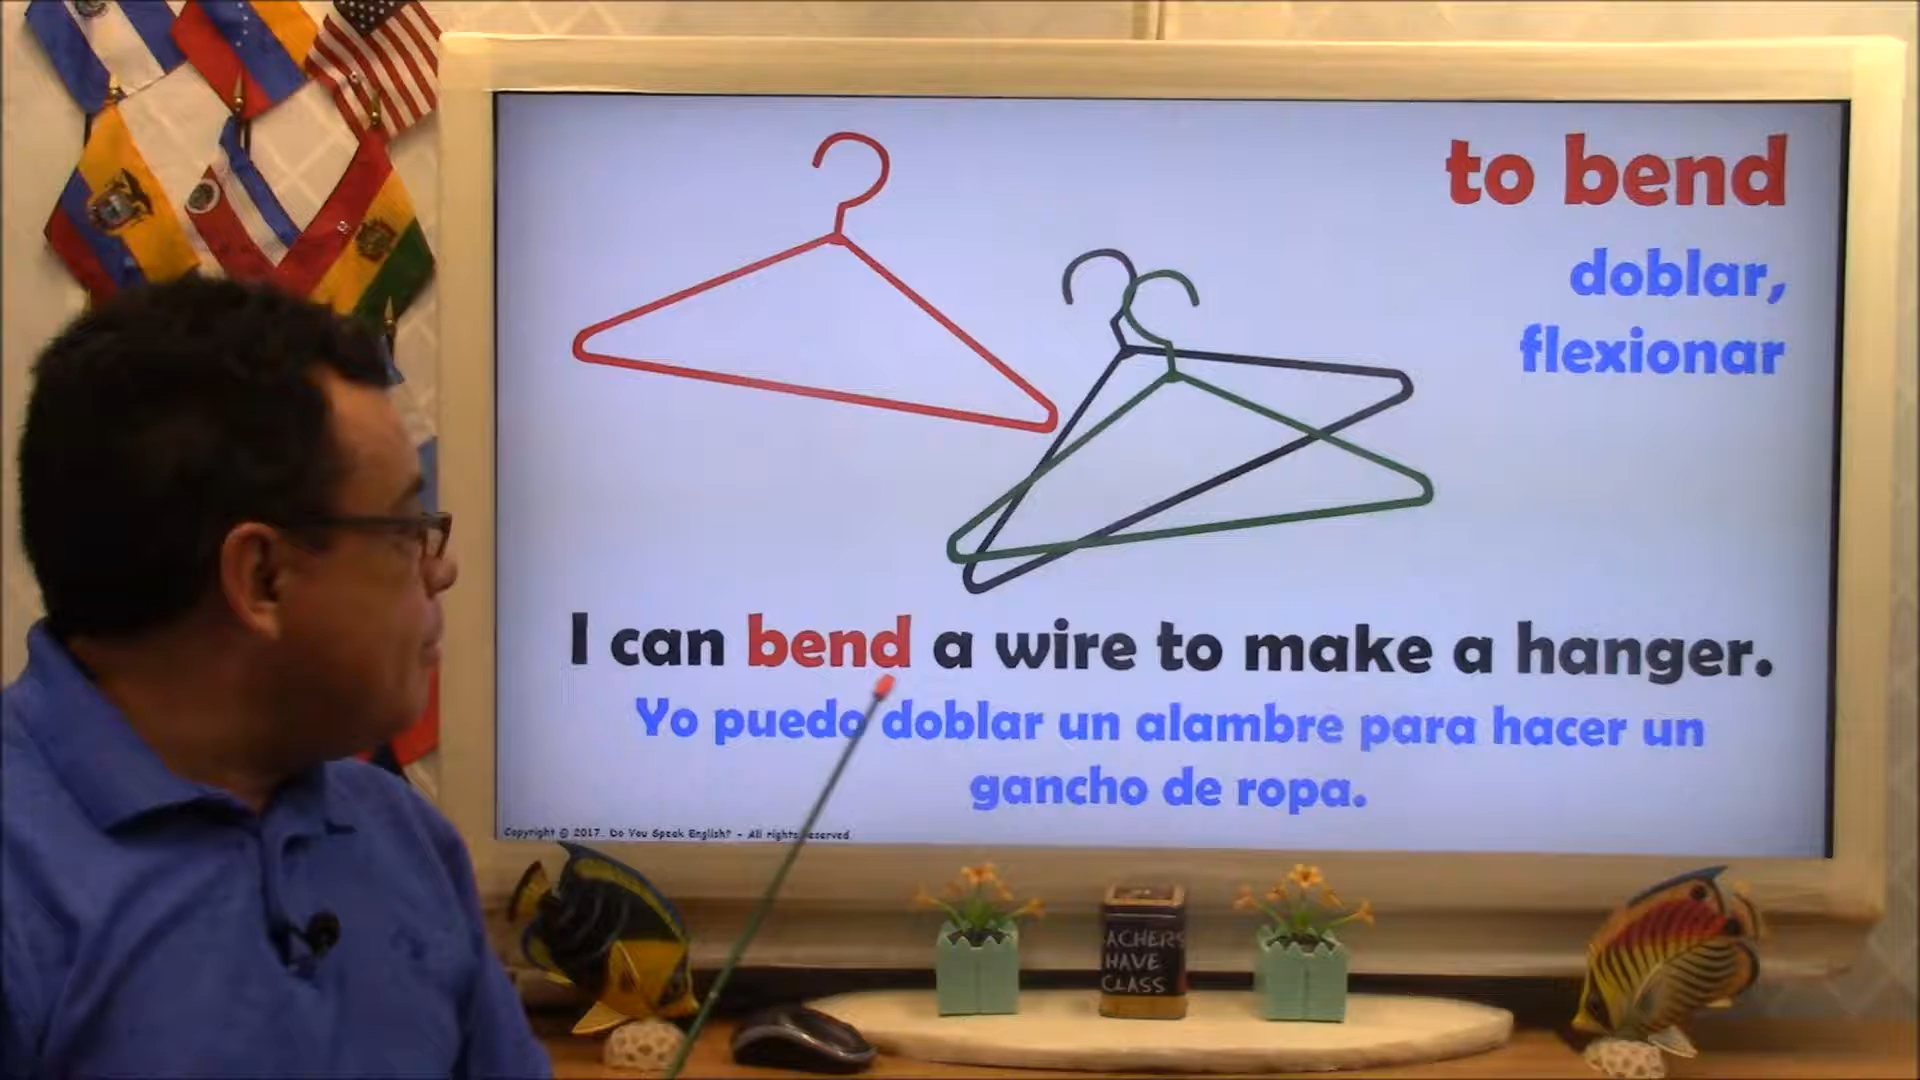 to bend
doblar,
flexionar
I can bend a wire to make a hanger.
Yo puedo doblar un alambre para hacer un
gancho de ropa.
Copyright © 2017. Do You Speak English? - All rights reserved
ACHERS
HAVE
CLASS